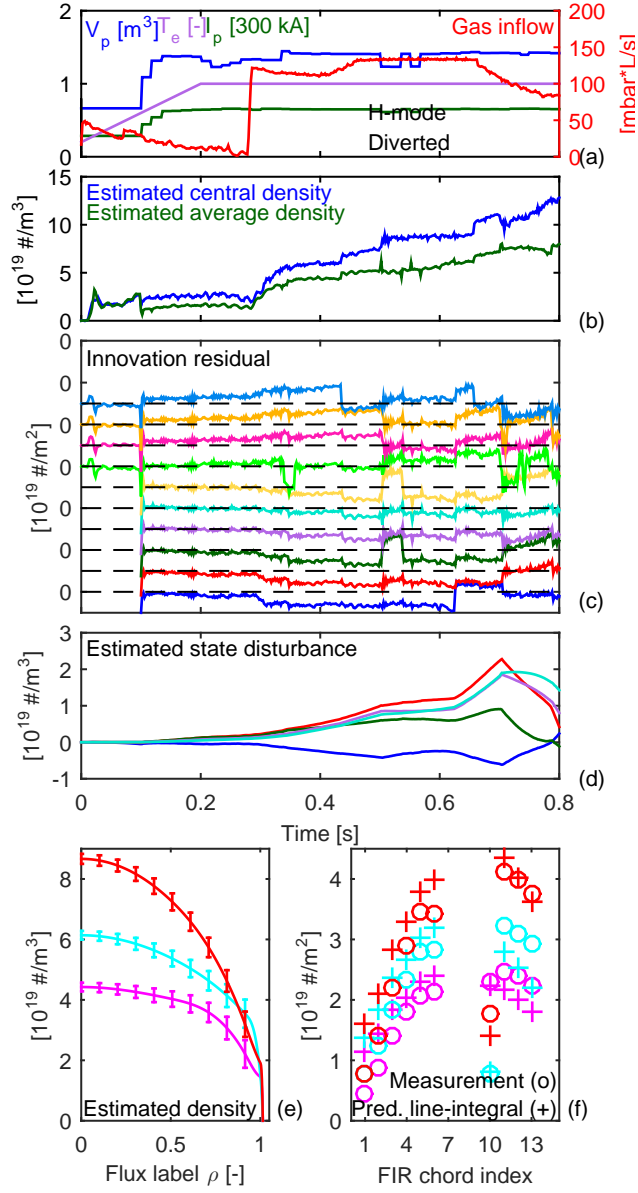 V_p [m^3] T_e [-] I_p [300 kA] Gas inflow
2
1
0
200
150
100
50
0
[mbar*L/s]
H-mode
Diverted
(a)
Estimated central density
Estimated average density
15
10
5
0
[10^19 #/m^3]
(b)
Innovation residual
0
0
0
0
0
0
[10^19 #/m^2]
(c)
Estimated state disturbance
3
2
1
0
-1
[10^19 #/m^3]
(d)
0 0.2 0.4 0.6 0.8
Time [s]
8
6
4
2
0
[10^19 #/m^3]
Estimated density
(e)
0 0.5 1
Flux label ρ [-]
5
4
3
2
1
0
[10^19 #/m^2]
Measurement (o)
Pred. line-integral (+)
(f)
1 4 7 10 13
FIR chord index